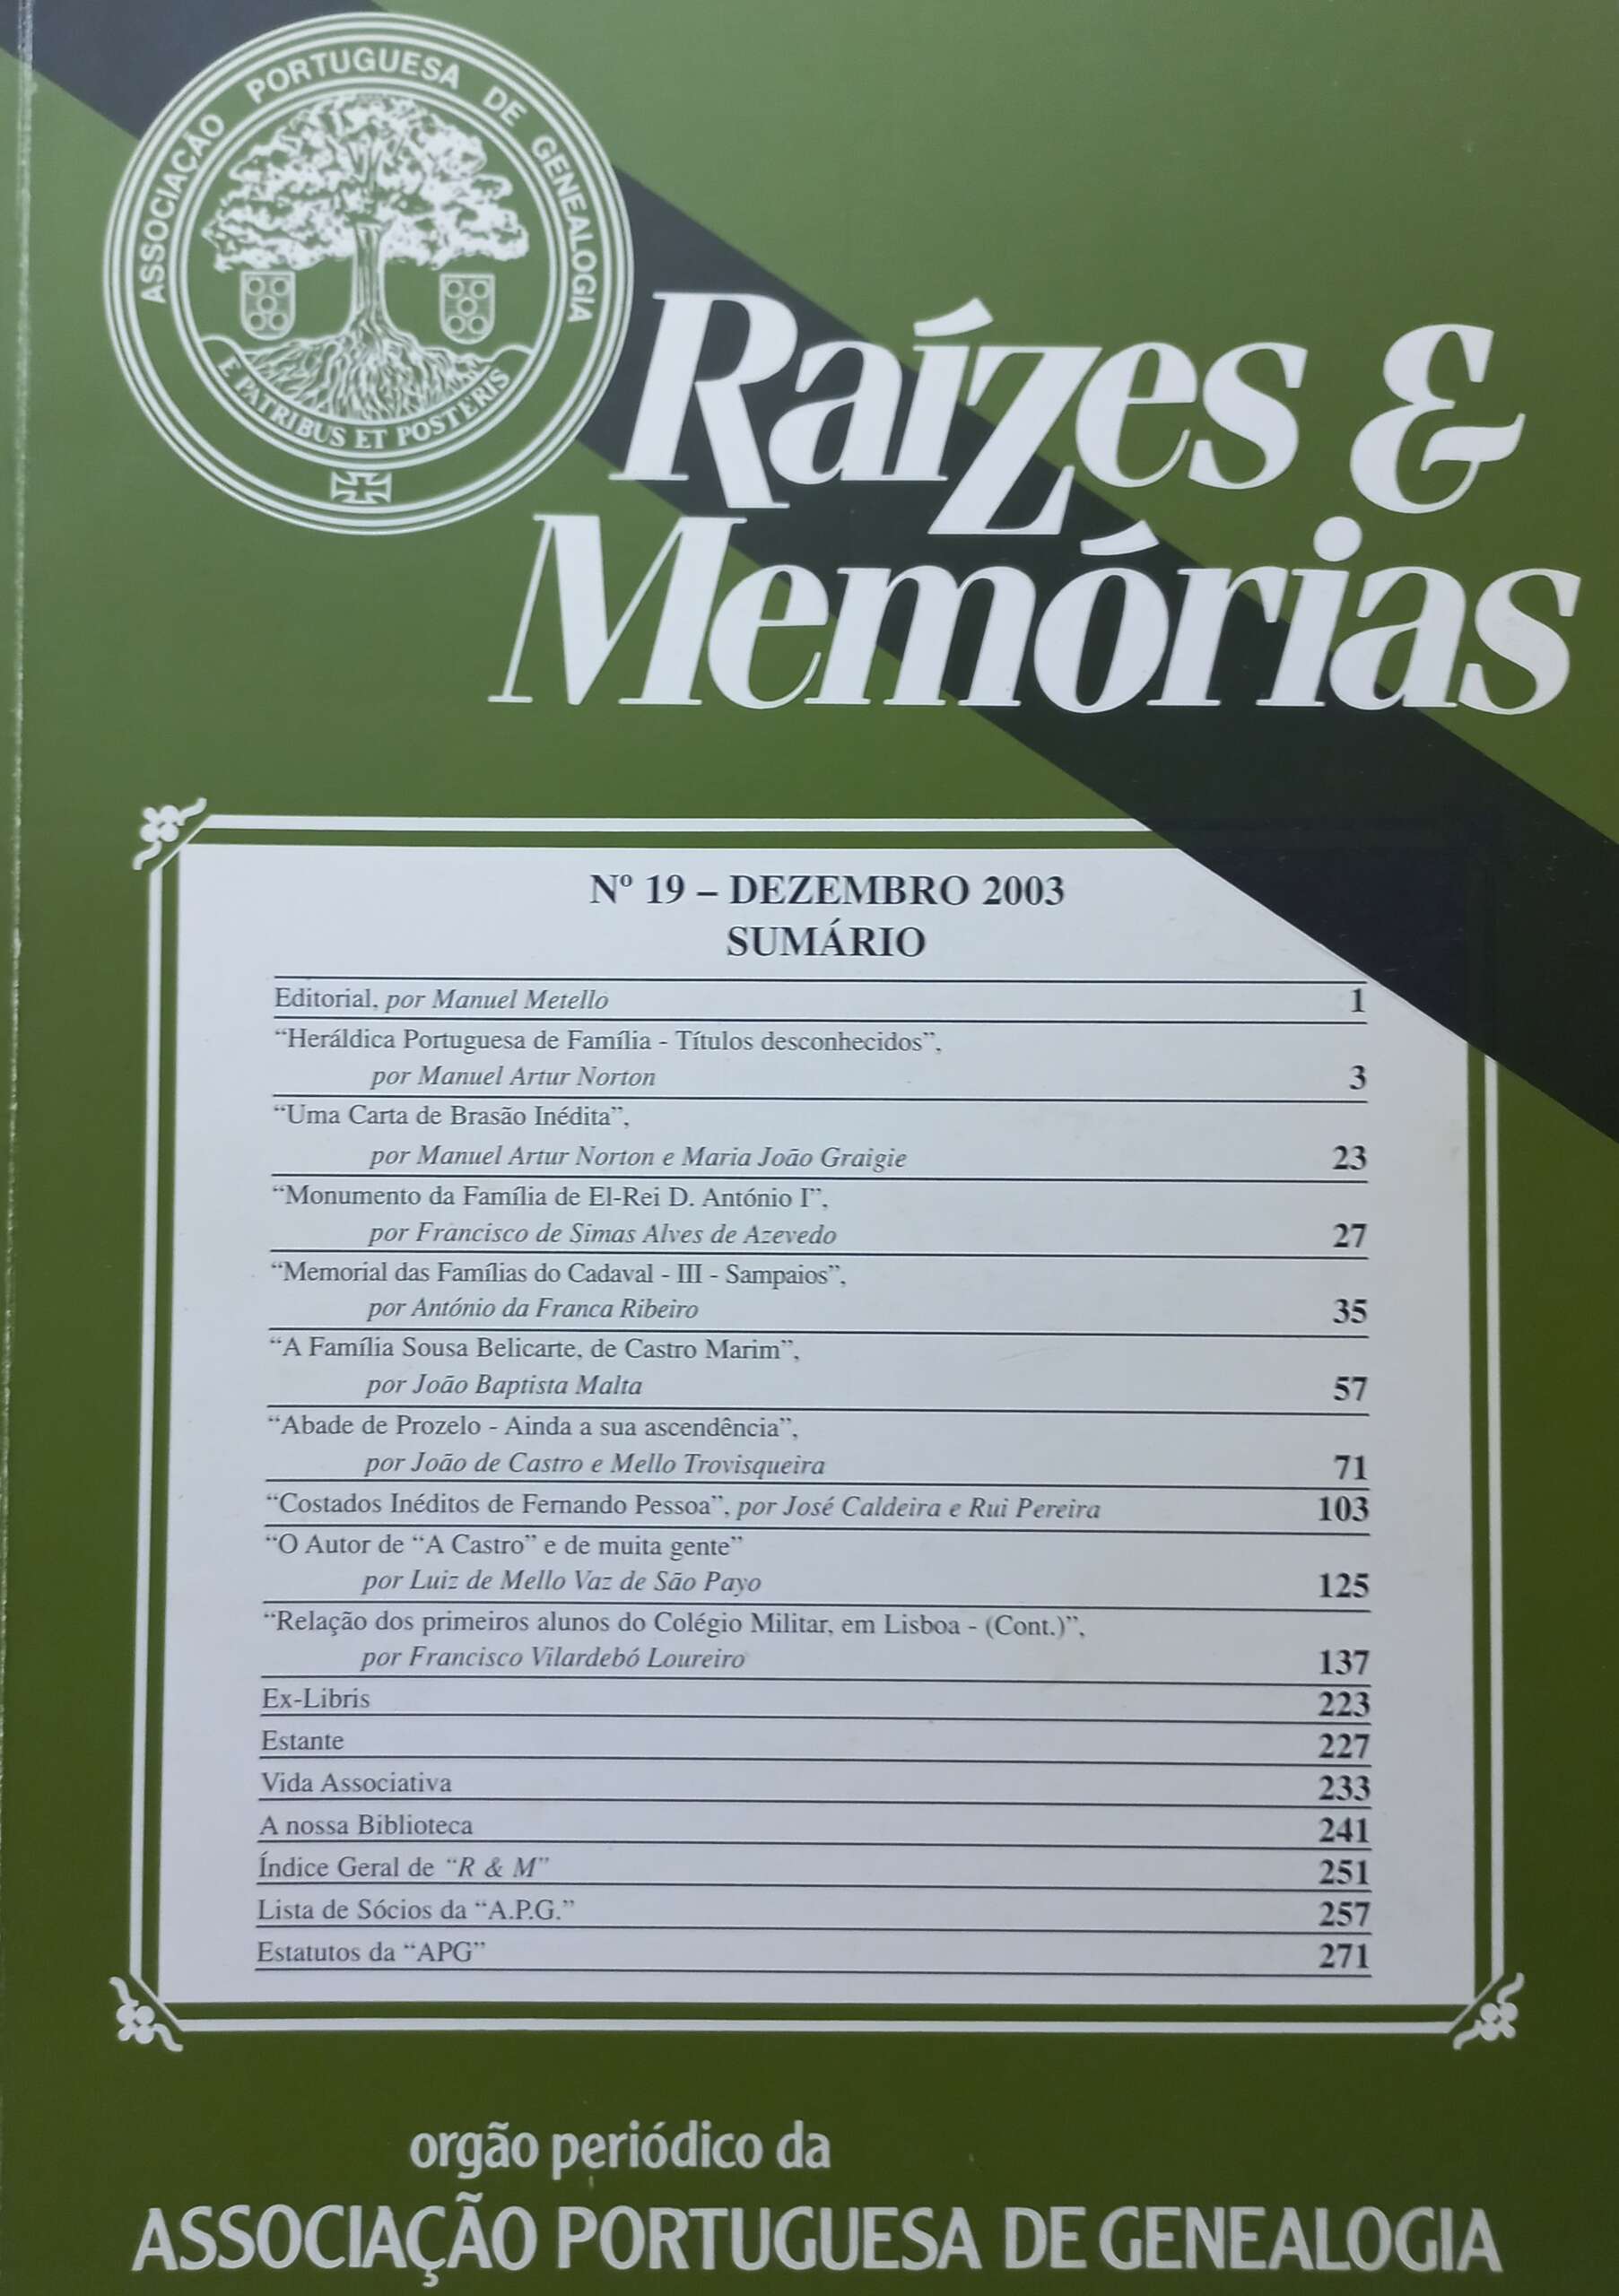 ASSOCIAÇÃO PORTUGUESA DE GENEALOGIA
E PATRIBUS ET POSTERIS
Raízes &
Memórias
Nº 19 – DEZEMBRO 2003
SUMÁRIO
Editorial, por Manuel Metello 1
“Heráldica Portuguesa de Família - Títulos desconhecidos”,
por Manuel Artur Norton 3
“Uma Carta de Brasão Inédita”,
por Manuel Artur Norton e Maria João Graigie 23
“Monumento da Família de El-Rei D. António I”,
por Francisco de Simas Alves de Azevedo 27
“Memorial das Famílias do Cadaval - III - Sampaios”,
por António da Franca Ribeiro 35
“A Família Sousa Belicarte, de Castro Marim”,
por João Baptista Malta 57
“Abade de Prozelo - Ainda a sua ascendência”,
por João de Castro e Mello Trovisqueira 71
“Costados Inéditos de Fernando Pessoa”, por José Caldeira e Rui Pereira 103
“O Autor de “A Castro” e de muita gente”
por Luiz de Mello Vaz de São Payo 125
“Relação dos primeiros alunos do Colégio Militar, em Lisboa - (Cont.)”,
por Francisco Vilardebó Loureiro 137
Ex-Libris 223
Estante 227
Vida Associativa 233
A nossa Biblioteca 241
Índice Geral de “R & M” 251
Lista de Sócios da “A.P.G.” 257
Estatutos da “APG” 271
orgão periódico da
ASSOCIAÇÃO PORTUGUESA DE GENEALOGIA